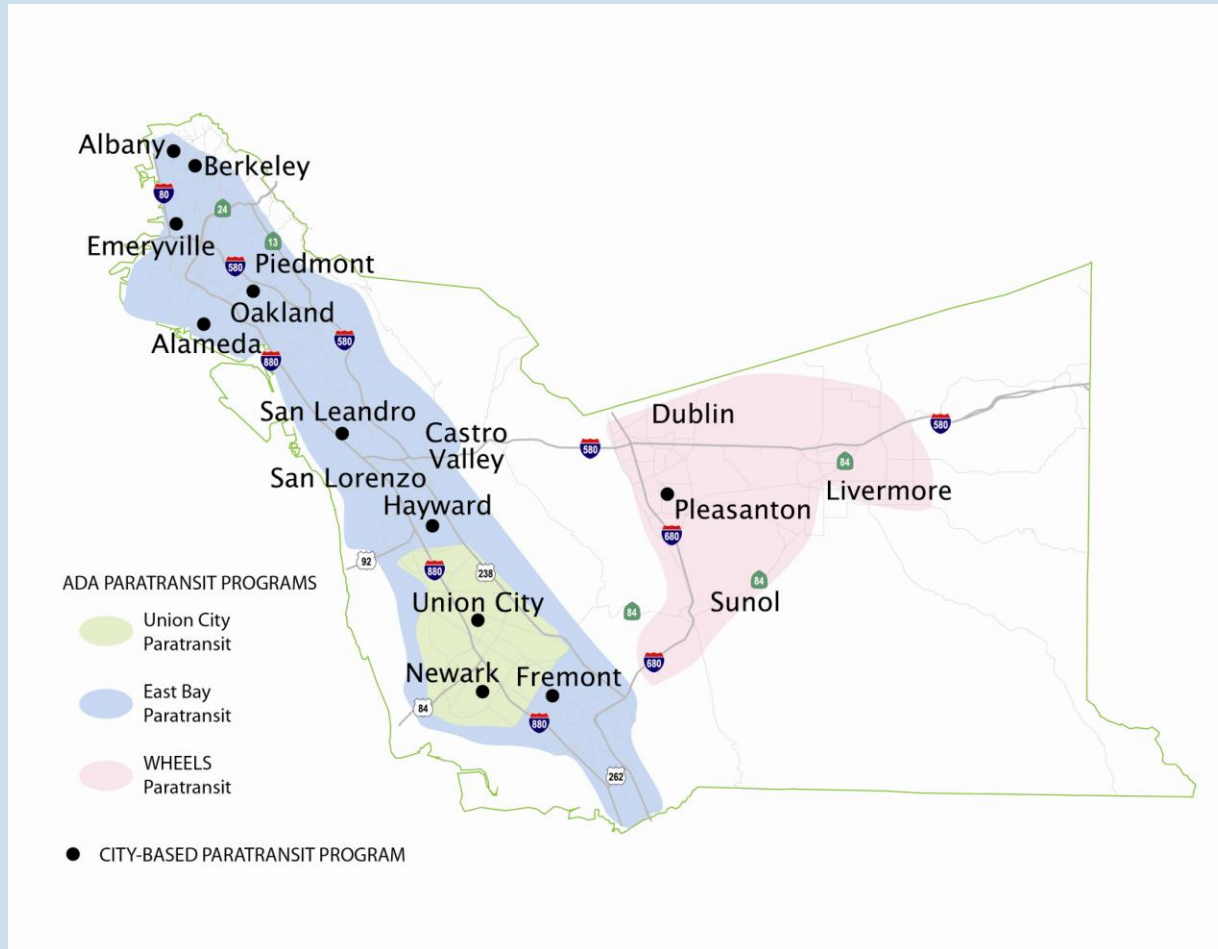 Albany
Berkeley
80
24
Emeryville
13
580
Piedmont
Oakland
Alameda
580
880
San Leandro
Castro
Valley
San Lorenzo
Hayward
580
Dublin
580
84
Livermore
Pleasanton
680
92
880
238
Union City
84
Sunol
84
680
Newark
Fremont
84
880
262
ADA PARATRANSIT PROGRAMS
Union City
Paratransit
East Bay
Paratransit
WHEELS
Paratransit
CITY-BASED PARATRANSIT PROGRAM